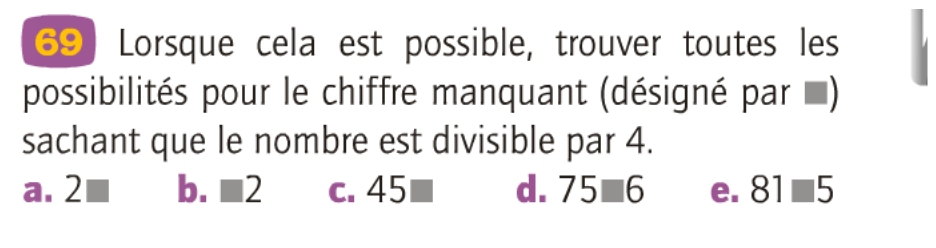 69 Lorsque cela est possible, trouver toutes les
possibilités pour le chiffre manquant (désigné par ■)
sachant que le nombre est divisible par 4.
a. 2■ b. ■2 c. 45■ d. 75■6 e. 81■5